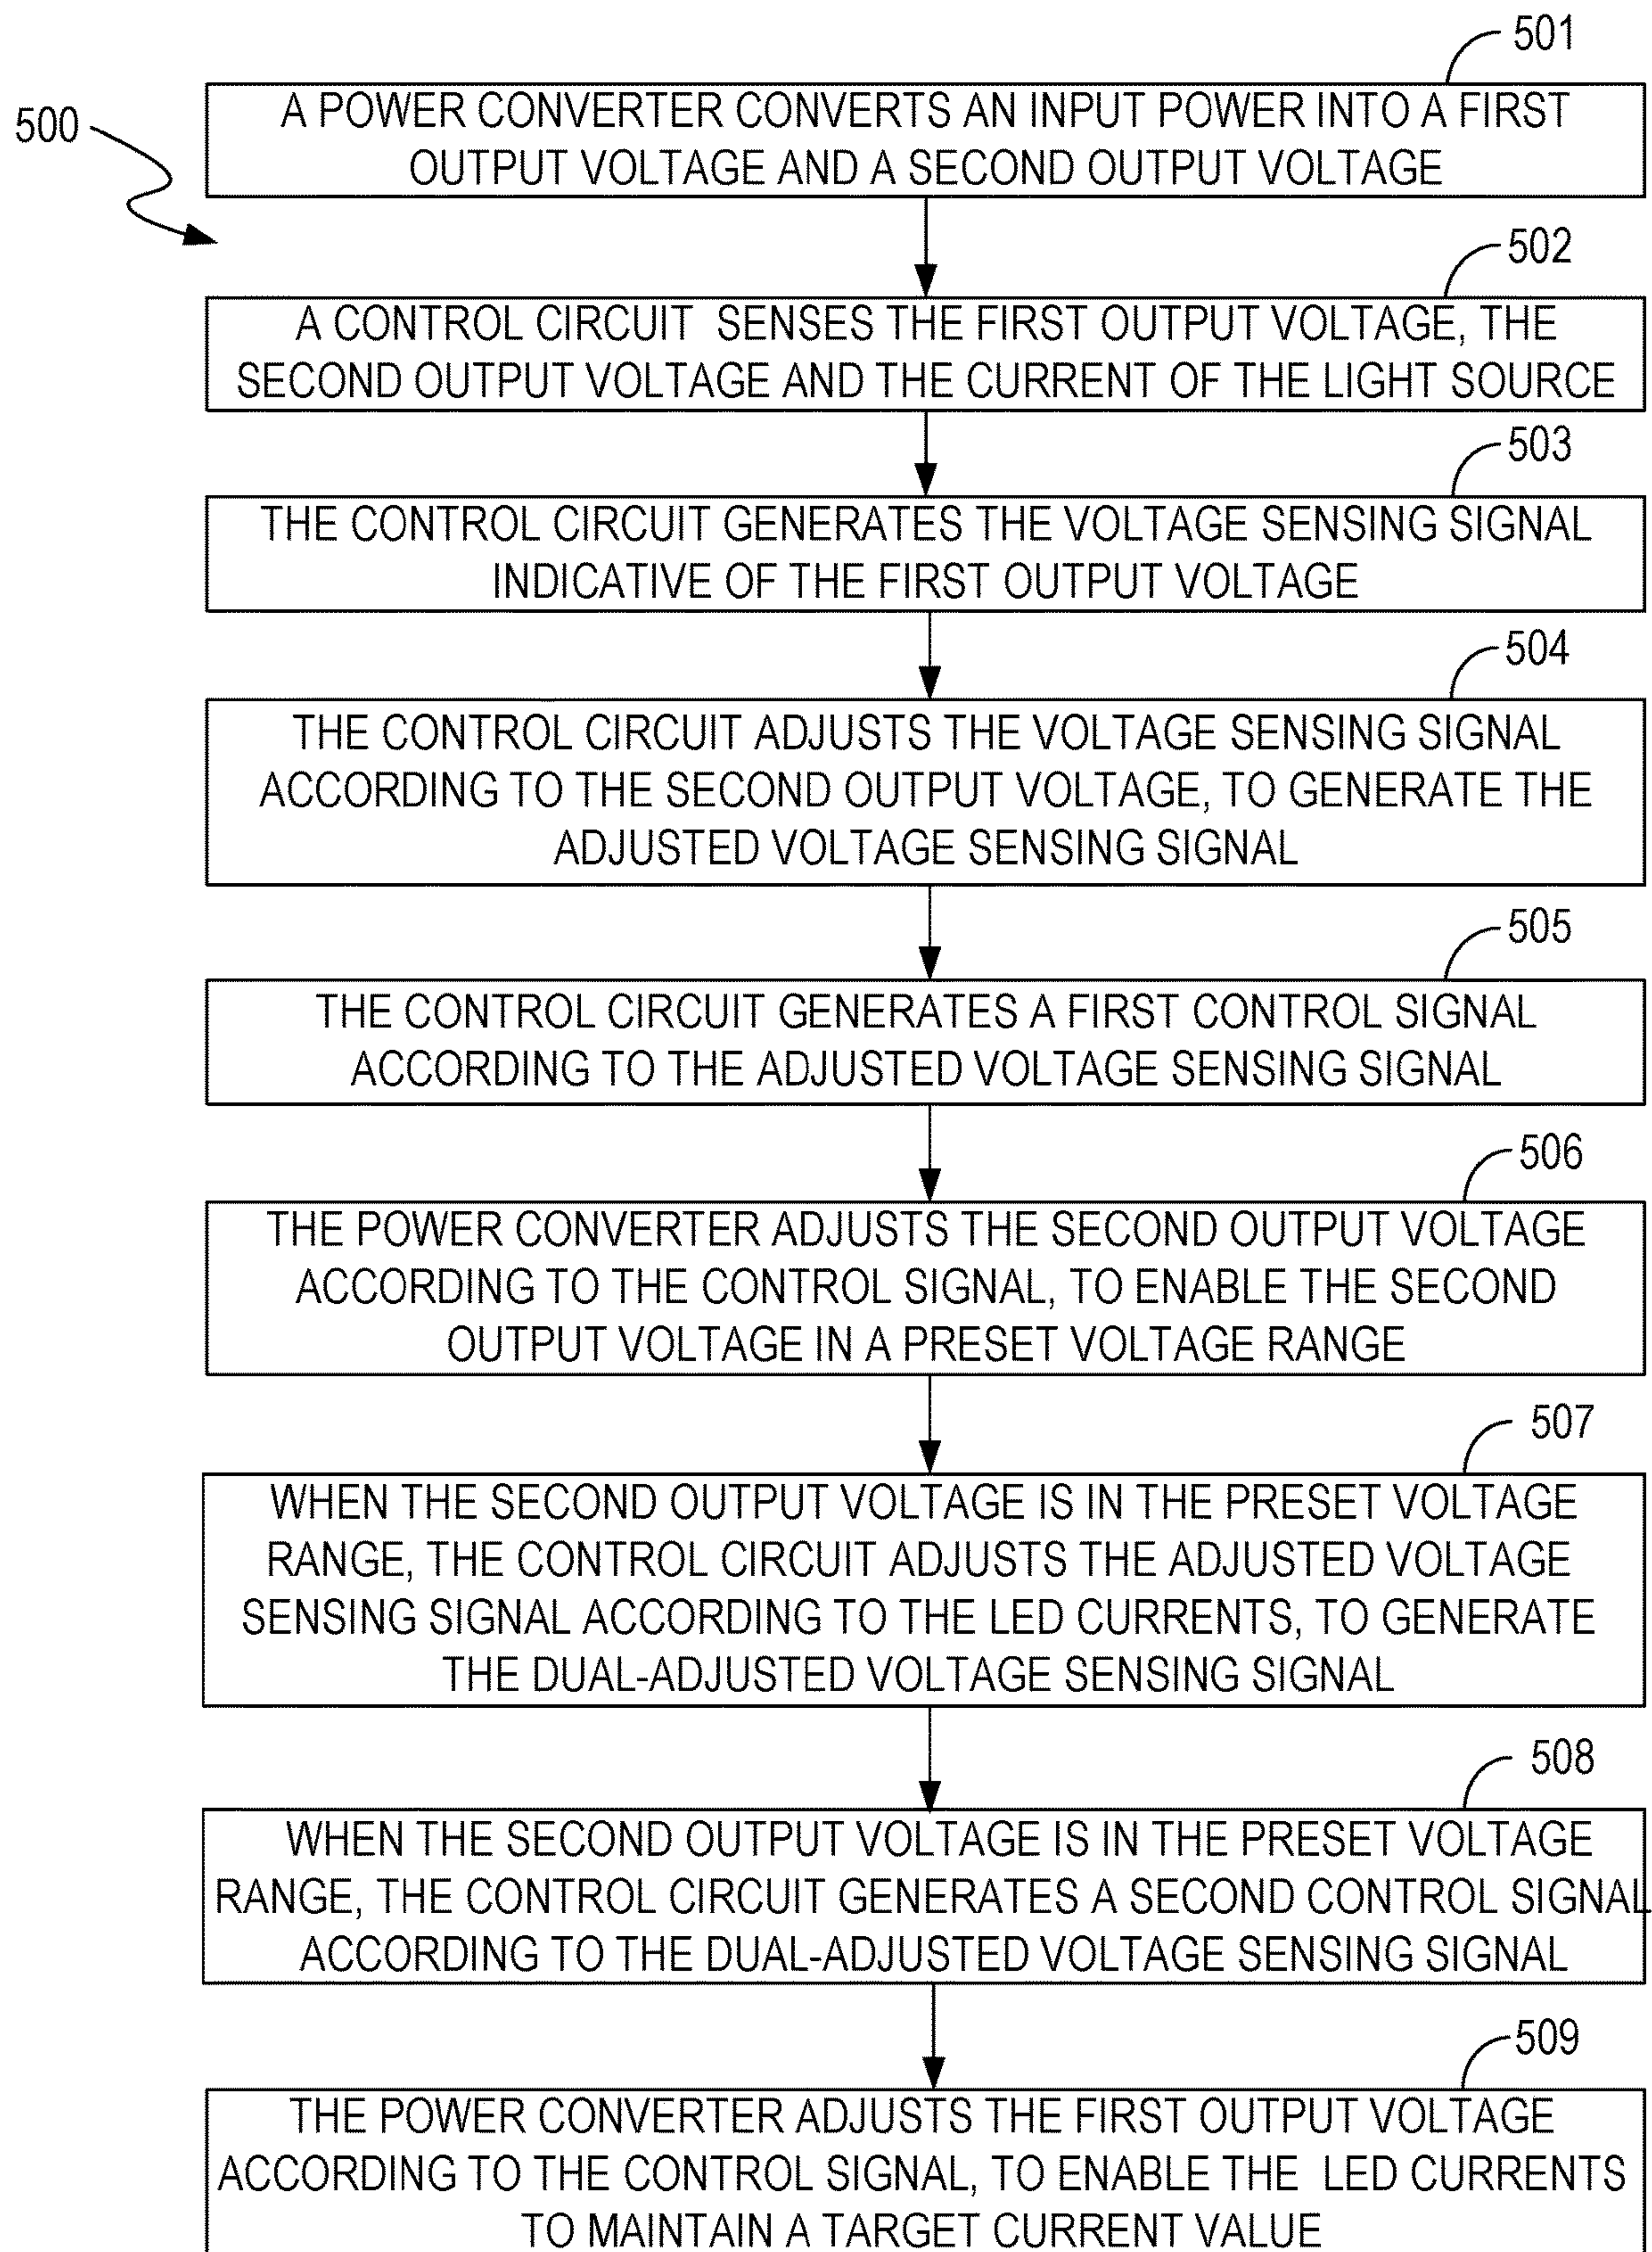 501
500
A POWER CONVERTER CONVERTS AN INPUT POWER INTO A FIRST
OUTPUT VOLTAGE AND A SECOND OUTPUT VOLTAGE
502
A CONTROL CIRCUIT SENSES THE FIRST OUTPUT VOLTAGE, THE
SECOND OUTPUT VOLTAGE AND THE CURRENT OF THE LIGHT SOURCE
503
THE CONTROL CIRCUIT GENERATES THE VOLTAGE SENSING SIGNAL
INDICATIVE OF THE FIRST OUTPUT VOLTAGE
504
THE CONTROL CIRCUIT ADJUSTS THE VOLTAGE SENSING SIGNAL
ACCORDING TO THE SECOND OUTPUT VOLTAGE, TO GENERATE THE
ADJUSTED VOLTAGE SENSING SIGNAL
505
THE CONTROL CIRCUIT GENERATES A FIRST CONTROL SIGNAL
ACCORDING TO THE ADJUSTED VOLTAGE SENSING SIGNAL
506
THE POWER CONVERTER ADJUSTS THE SECOND OUTPUT VOLTAGE
ACCORDING TO THE CONTROL SIGNAL, TO ENABLE THE SECOND
OUTPUT VOLTAGE IN A PRESET VOLTAGE RANGE
507
WHEN THE SECOND OUTPUT VOLTAGE IS IN THE PRESET VOLTAGE
RANGE, THE CONTROL CIRCUIT ADJUSTS THE ADJUSTED VOLTAGE
SENSING SIGNAL ACCORDING TO THE LED CURRENTS, TO GENERATE
THE DUAL-ADJUSTED VOLTAGE SENSING SIGNAL
508
WHEN THE SECOND OUTPUT VOLTAGE IS IN THE PRESET VOLTAGE
RANGE, THE CONTROL CIRCUIT GENERATES A SECOND CONTROL SIGNAL
ACCORDING TO THE DUAL-ADJUSTED VOLTAGE SENSING SIGNAL
509
THE POWER CONVERTER ADJUSTS THE FIRST OUTPUT VOLTAGE
ACCORDING TO THE CONTROL SIGNAL, TO ENABLE THE LED CURRENTS
TO MAINTAIN A TARGET CURRENT VALUE